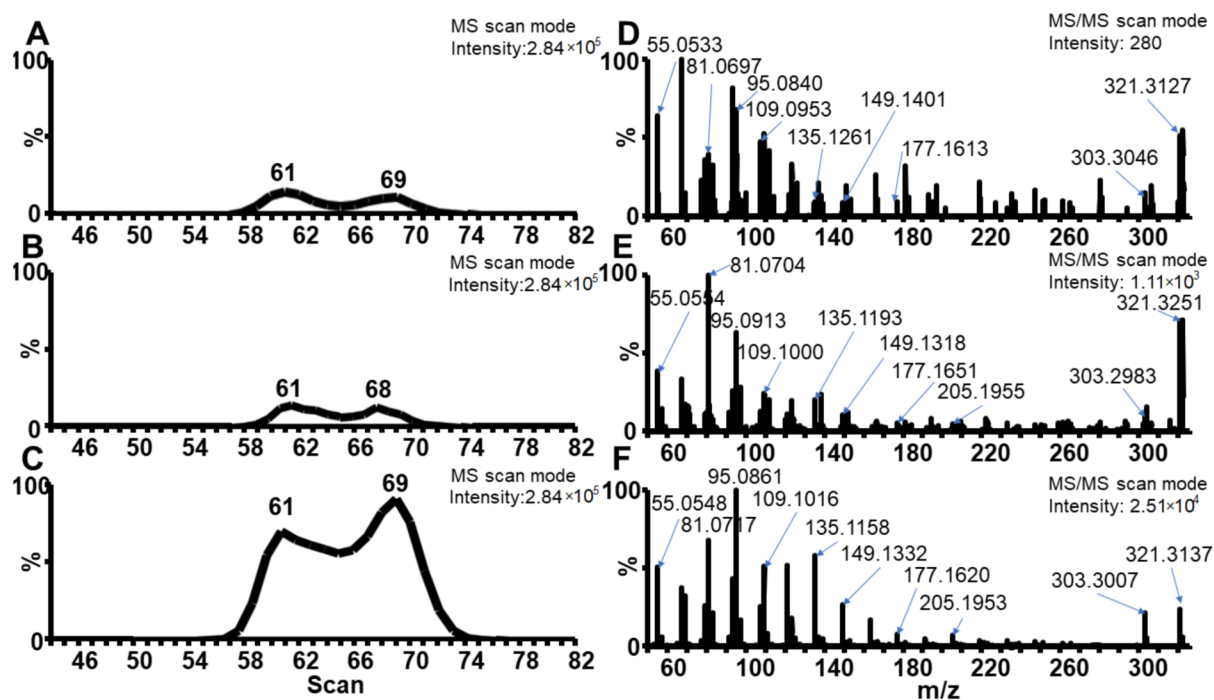 A
MS scan mode
Intensity:2.84×10⁵
100
%
0
61
69
46 50 54 58 62 66 70 74 78 82
B
MS scan mode
Intensity:2.84×10⁵
100
%
0
61
68
46 50 54 58 62 66 70 74 78 82
C
MS scan mode
Intensity:2.84×10⁵
100
%
0
61
69
46 50 54 58 62 66 70 74 78 82
Scan
D
MS/MS scan mode
Intensity: 280
100
%
0
55.0533
81.0697
95.0840
109.0953
135.1261
149.1401
177.1613
303.3046
321.3127
60 100 140 180 220 260 300
E
MS/MS scan mode
Intensity: 1.11×10³
100
%
0
55.0554
81.0704
95.0913
109.1000
135.1193
149.1318
177.1651
205.1955
303.2983
321.3251
60 100 140 180 220 260 300
F
MS/MS scan mode
Intensity: 2.51×10⁴
100
%
0
55.0548
81.0717
95.0861
109.1016
135.1158
149.1332
177.1620
205.1953
303.3007
321.3137
60 100 140 180 220 260 300
m/z